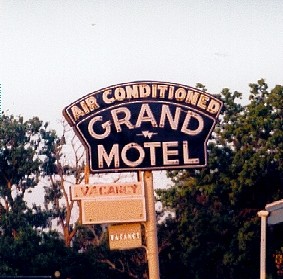 AIR CONDITIONED
GRAND
W
MOTEL
VACANCY
VACANCY